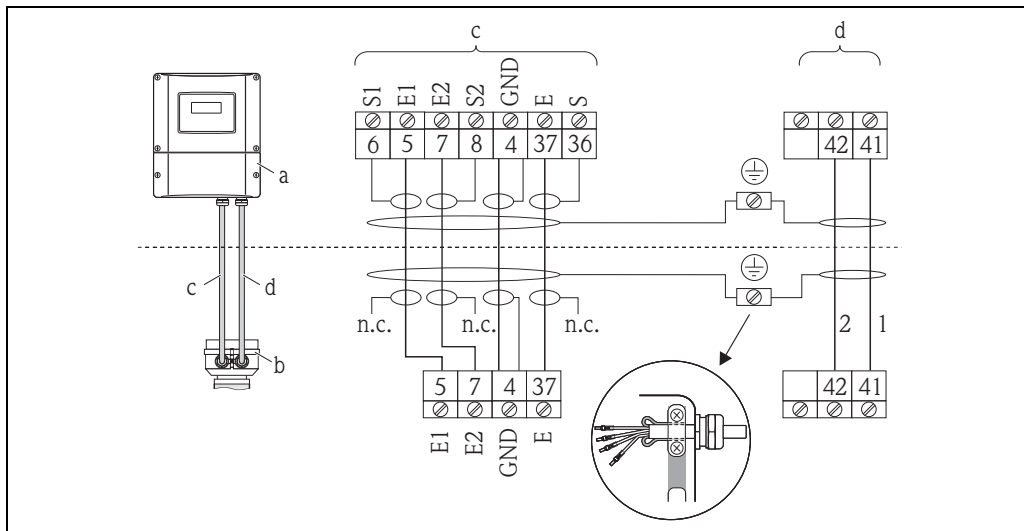 c
d
S1 E1 E2 S2 GND E S
6 5 7 8 4 37 36
42 41
a
c
d
b
n.c. n.c. n.c.
2 1
5 7 4 37
42 41
E1 E2 GND E